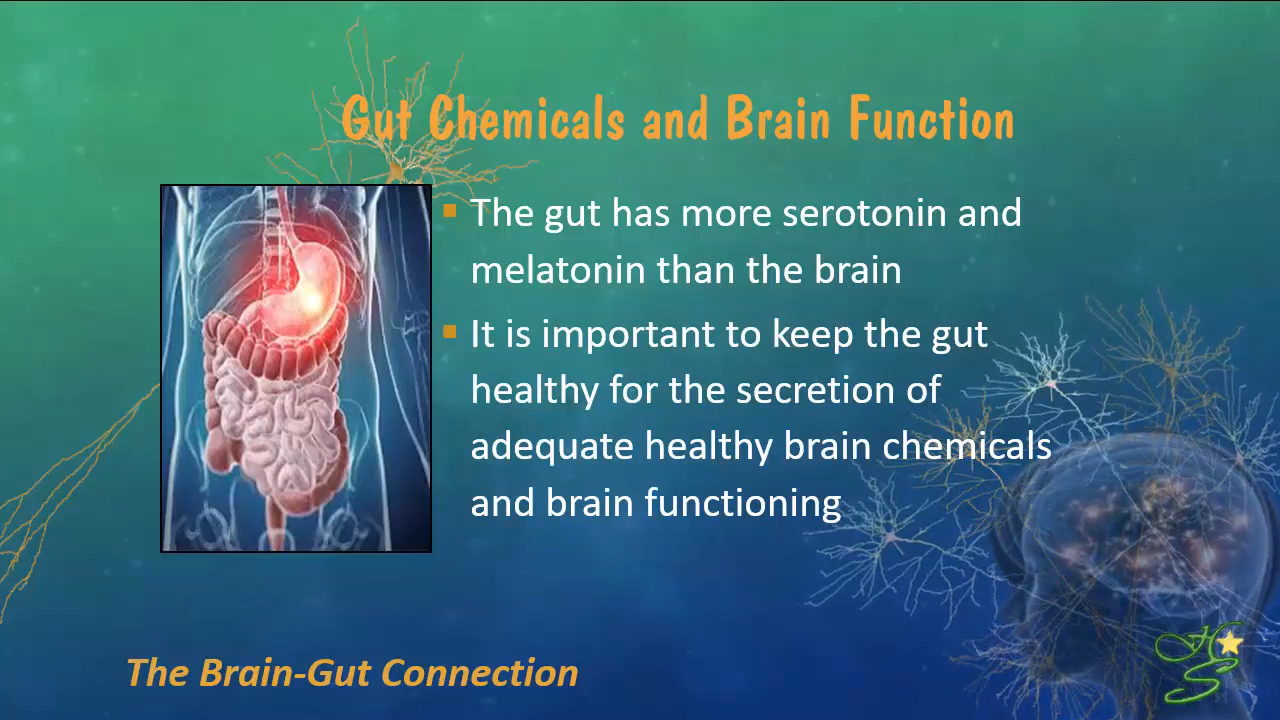 Gut Chemicals and Brain Function
The gut has more serotonin and
melatonin than the brain
It is important to keep the gut
healthy for the secretion of
adequate healthy brain chemicals
and brain functioning
The Brain-Gut Connection
HS